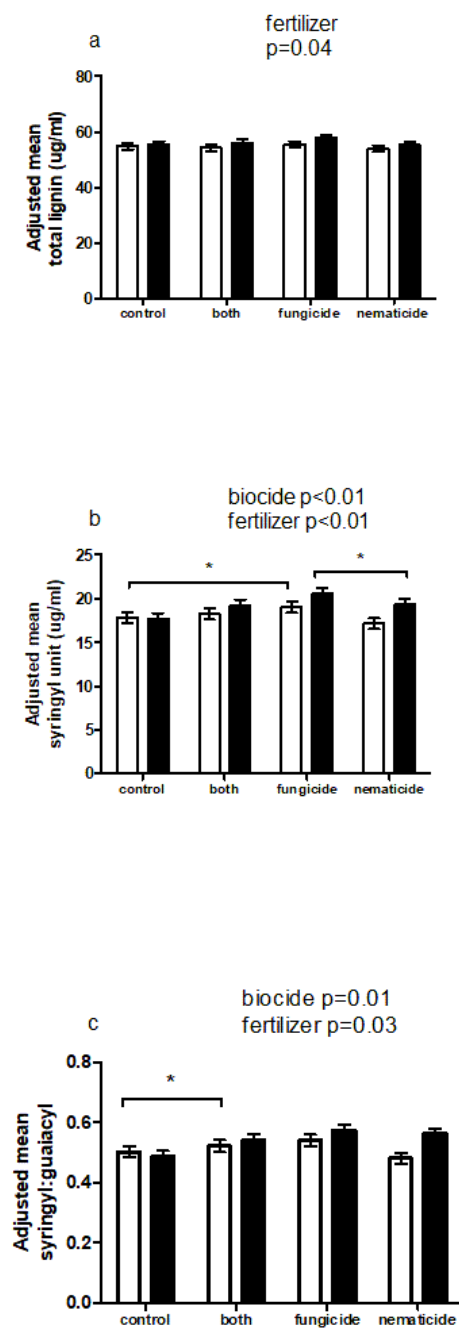 a
fertilizer
p=0.04
Adjusted mean
total lignin (ug/ml)
80
60
40
20
0
control both fungicide nematicide
b
biocide p<0.01
fertilizer p<0.01
Adjusted mean
syringyl unit (ug/ml)
25
20
15
10
5
0
* *
control both fungicide nematicide
c
biocide p=0.01
fertilizer p=0.03
Adjusted mean
syringyl:guaiacyl
0.8
0.6
0.4
0.2
0.0
*
control both fungicide nematicide